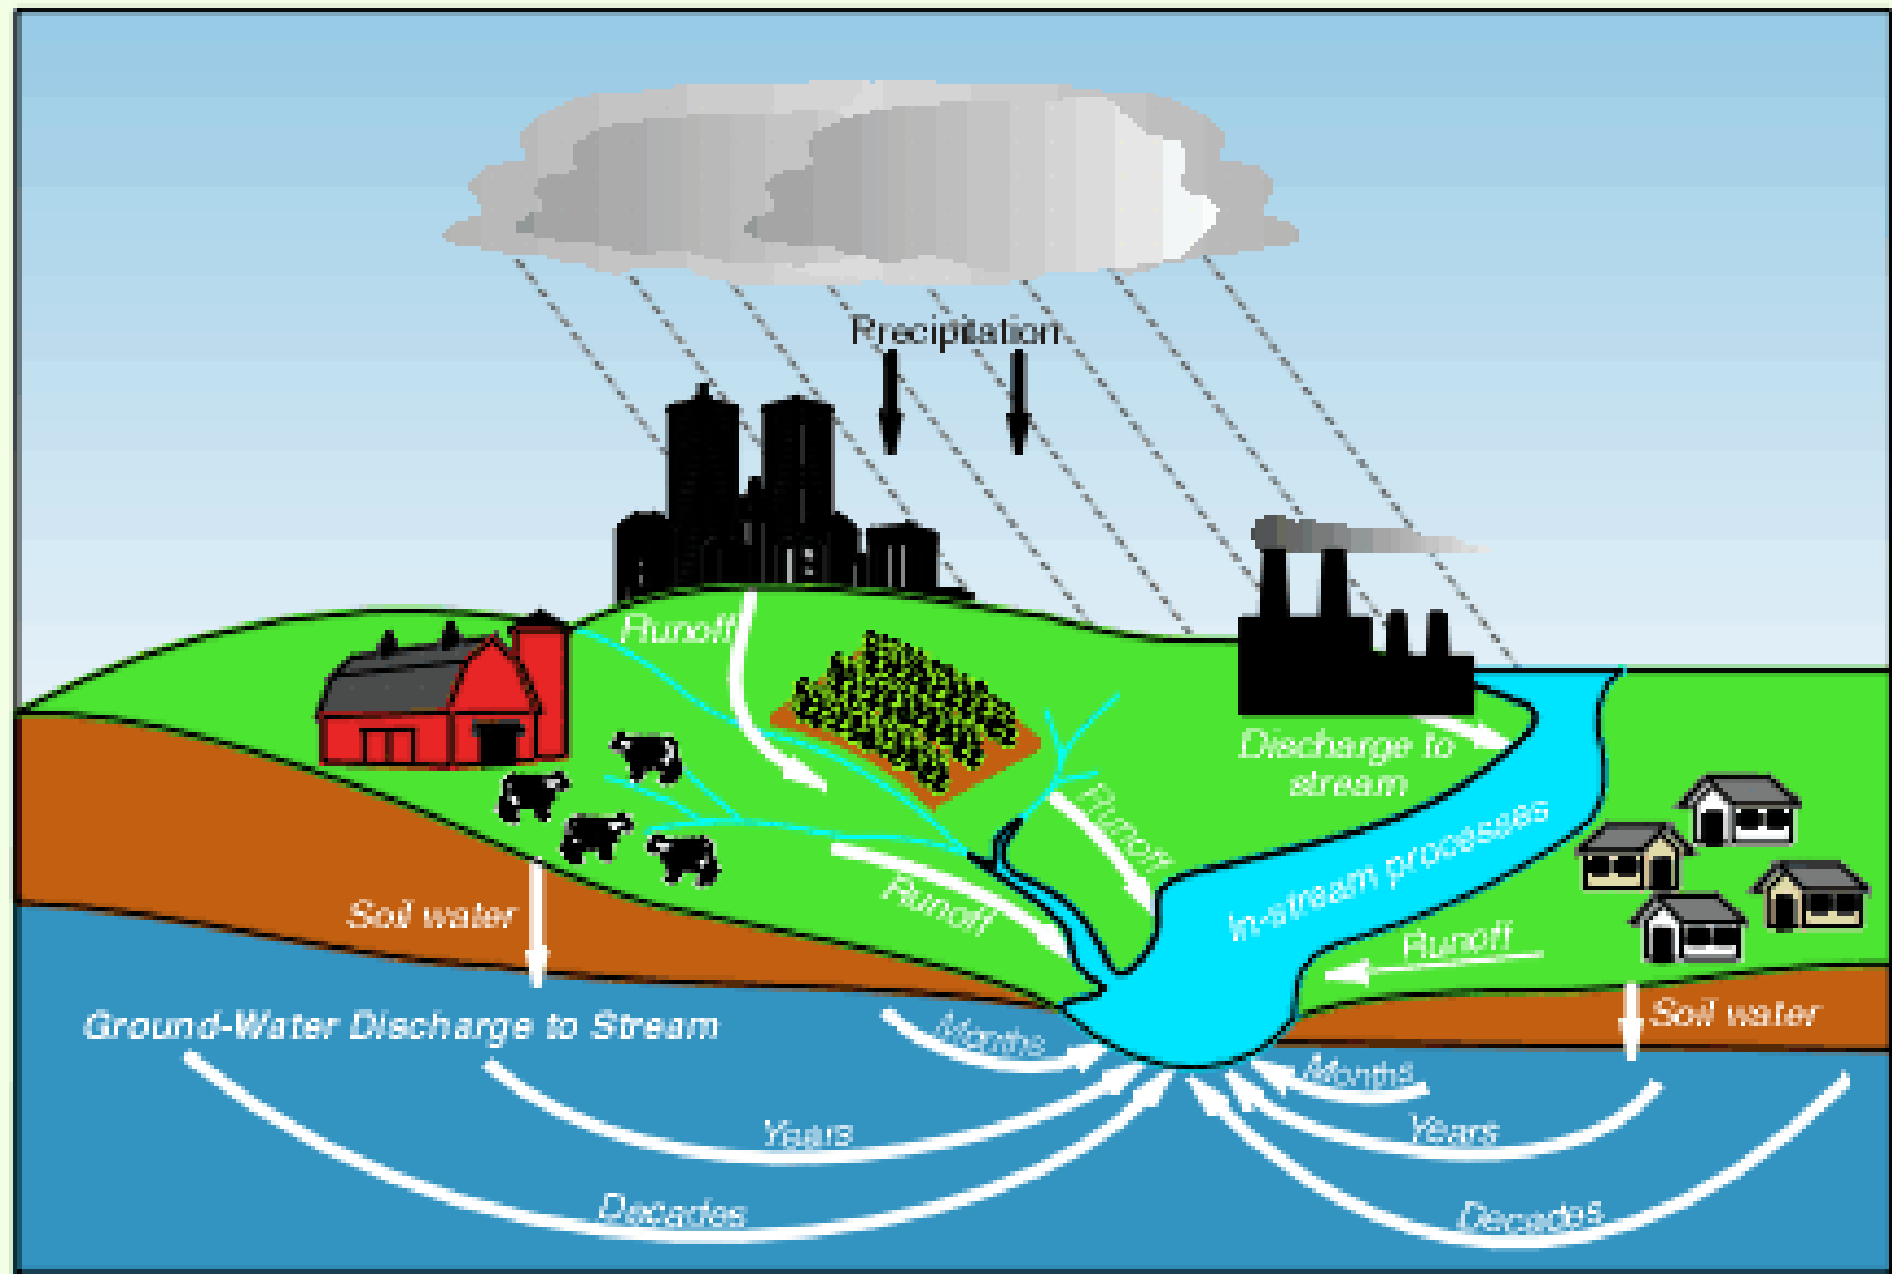 Precipitation
Runoff
Discharge to
stream
Runoff
In-stream processes
Runoff
Runoff
Soil water
Soil water
Ground-Water Discharge to Stream
Months
Months
Years
Years
Decades
Decades